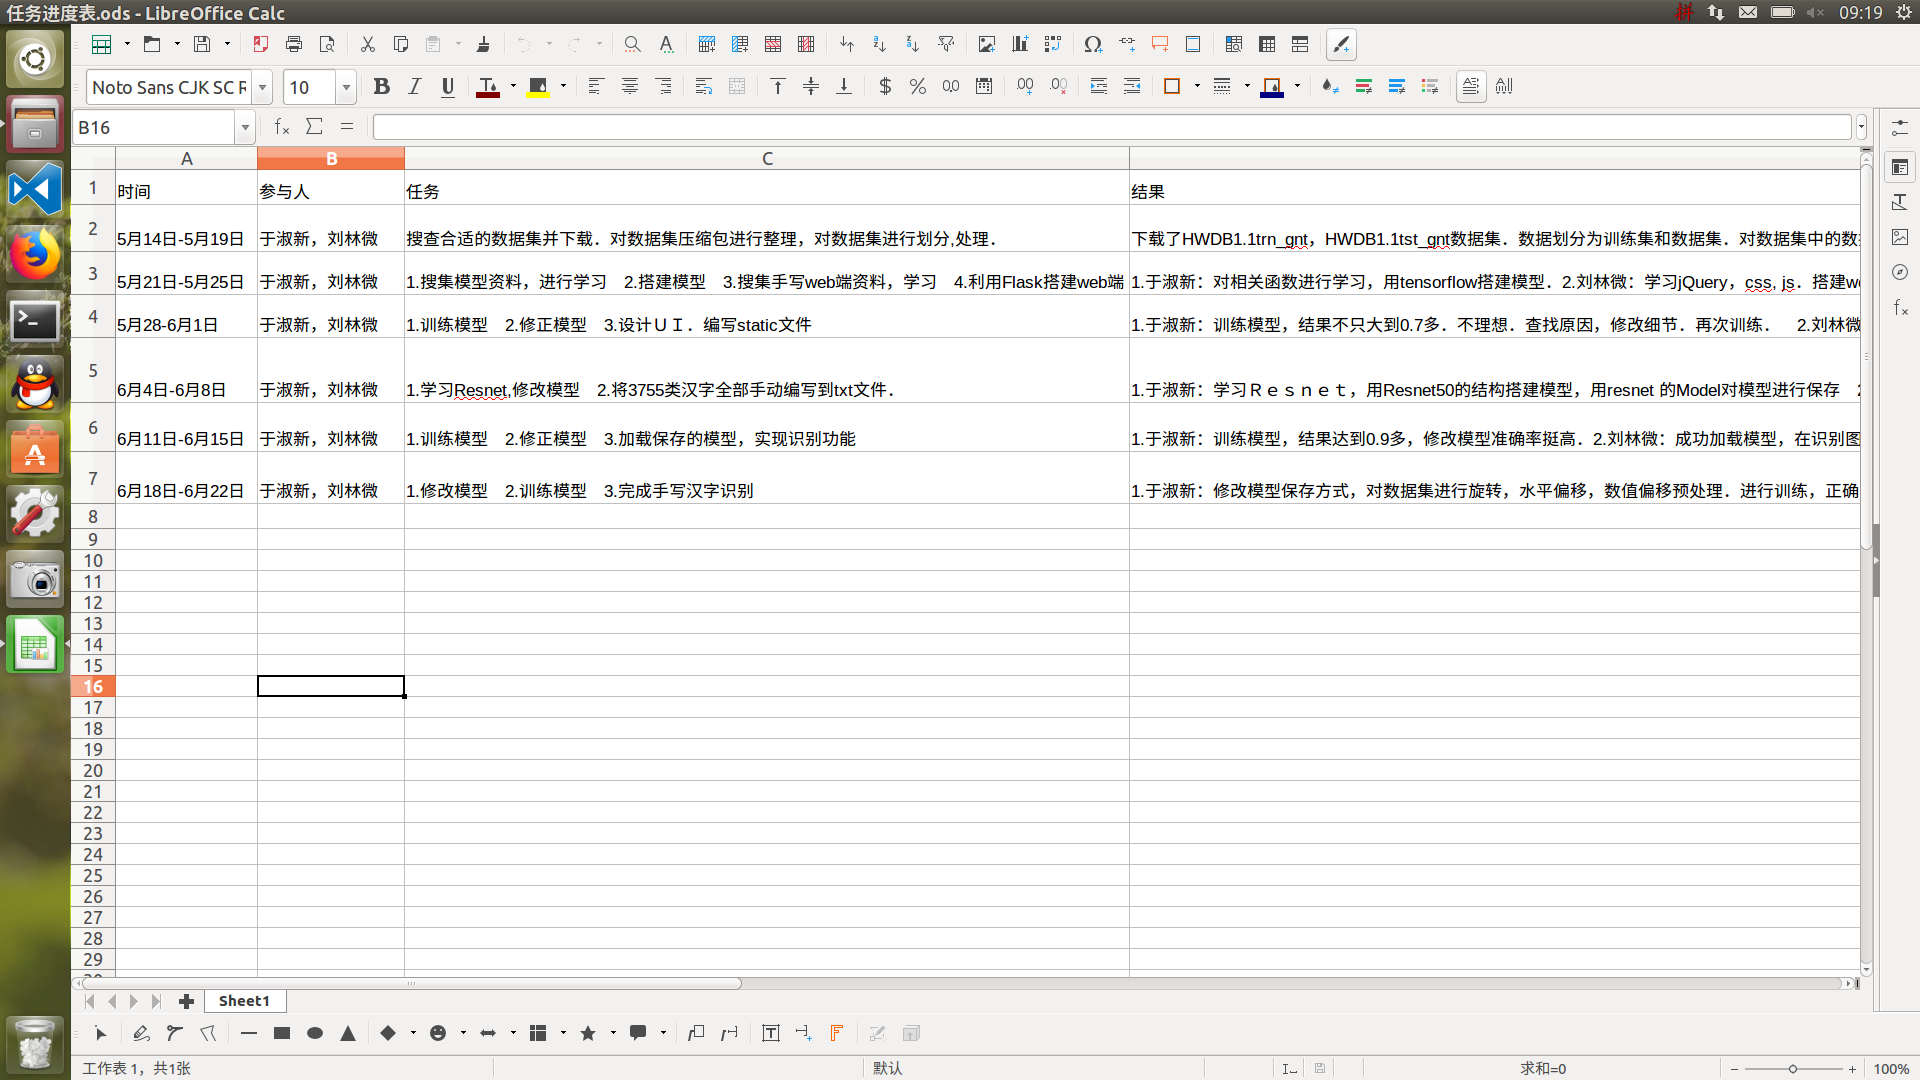 任务进度表.ods - LibreOffice Calc
拼
09:19
Noto Sans CJK SC R
10
B16
A
B
C
1 时间 参与人 任务 结果
2 5月14日-5月19日 于淑新，刘林微 搜查合适的数据集并下载．对数据集压缩包进行整理，对数据集进行划分,处理． 下载了HWDB1.1trn_gnt，HWDB1.1tst_gnt数据集．数据划分为训练集和数据集．对数据集中的数
3 5月21日-5月25日 于淑新，刘林微 1.搜集模型资料，进行学习　2.搭建模型　3.搜集手写web端资料，学习　4.利用Flask搭建web端 1.于淑新：对相关函数进行学习，用tensorflow搭建模型．2.刘林微：学习jQuery，css, js．搭建w
4 5月28-6月1日 于淑新，刘林微 1.训练模型　2.修正模型　3.设计ＵＩ．编写static文件 1.于淑新：训练模型，结果不只大到0.7多．不理想．查找原因，修改细节．再次训练．　2.刘林微
5 6月4日-6月8日 于淑新，刘林微 1.学习Resnet,修改模型　2.将3755类汉字全部手动编写到txt文件． 1.于淑新：学习Ｒｅｓｎｅｔ，用Resnet50的结构搭建模型，用resnet 的Model对模型进行保存
6 6月11日-6月15日 于淑新，刘林微 1.训练模型　2.修正模型　3.加载保存的模型，实现识别功能 1.于淑新：训练模型，结果达到0.9多，修改模型准确率挺高．2.刘林微：成功加载模型，在识别图
7 6月18日-6月22日 于淑新，刘林微 1.修改模型　2.训练模型　3.完成手写汉字识别 1.于淑新：修改模型保存方式，对数据集进行旋转，水平偏移，数值偏移预处理．进行训练，正确
8
9
10
11
12
13
14
15
16
17
18
19
20
21
22
23
24
25
26
27
28
29
Sheet1
工作表 1，共1张
默认
求和=0
100%